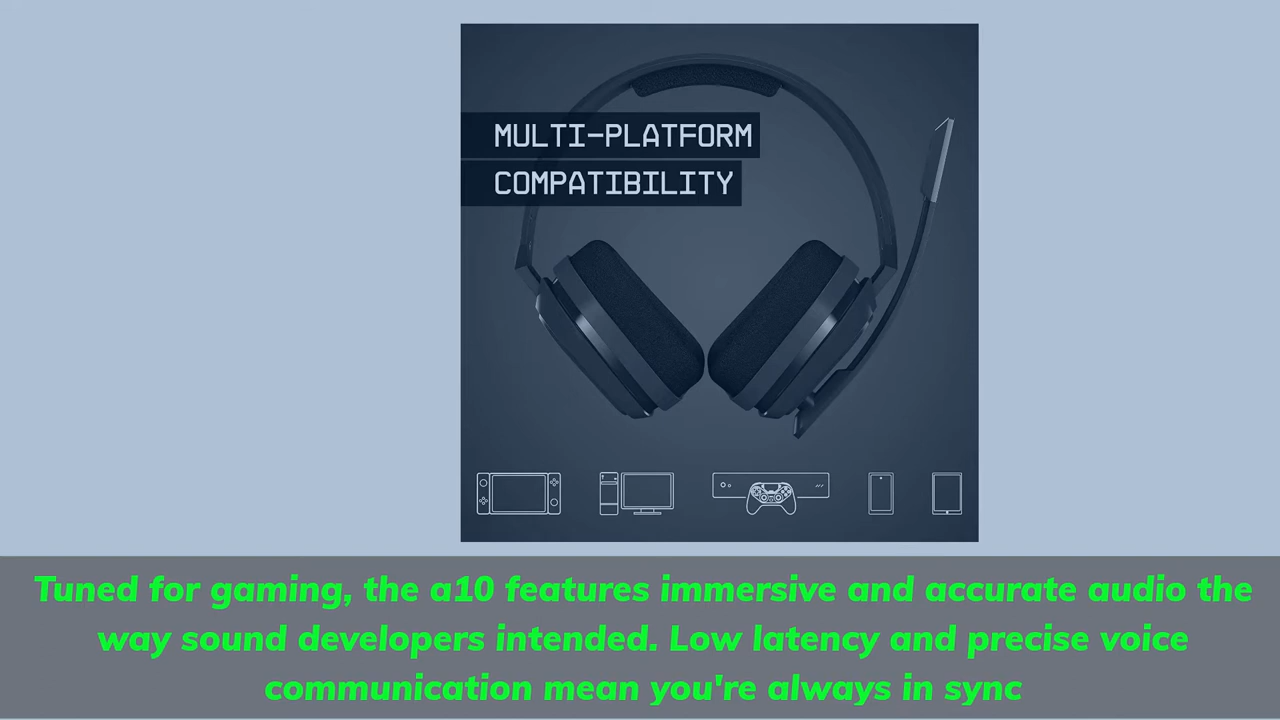 MULTI-PLATFORM
COMPATIBILITY
Tuned for gaming, the a10 features immersive and accurate audio the
way sound developers intended. Low latency and precise voice
communication mean you're always in sync